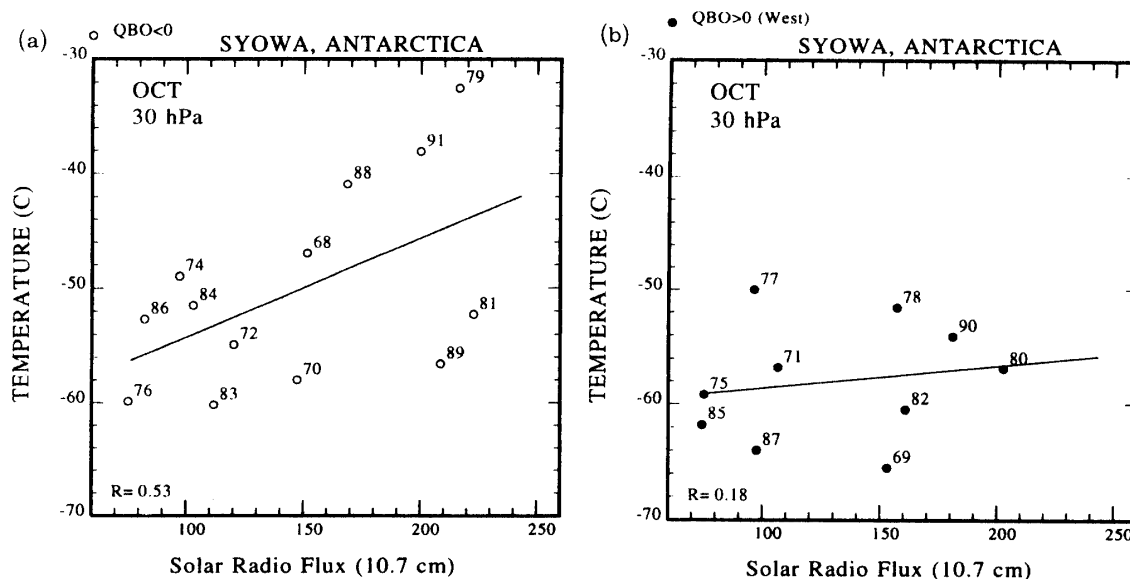 (a)
QBO<0
SYOWA, ANTARCTICA
OCT
30 hPa
-30
-40
-50
-60
-70
TEMPERATURE (C)
79
91
88
68
74
84
86
81
72
89
70
76
83
R= 0.53
100
150
200
250
Solar Radio Flux (10.7 cm)
(b)
QBO>0 (West)
SYOWA, ANTARCTICA
OCT
30 hPa
-30
-40
-50
-60
-70
TEMPERATURE (C)
77
78
90
71
80
75
82
85
87
69
R= 0.18
100
150
200
250
Solar Radio Flux (10.7 cm)